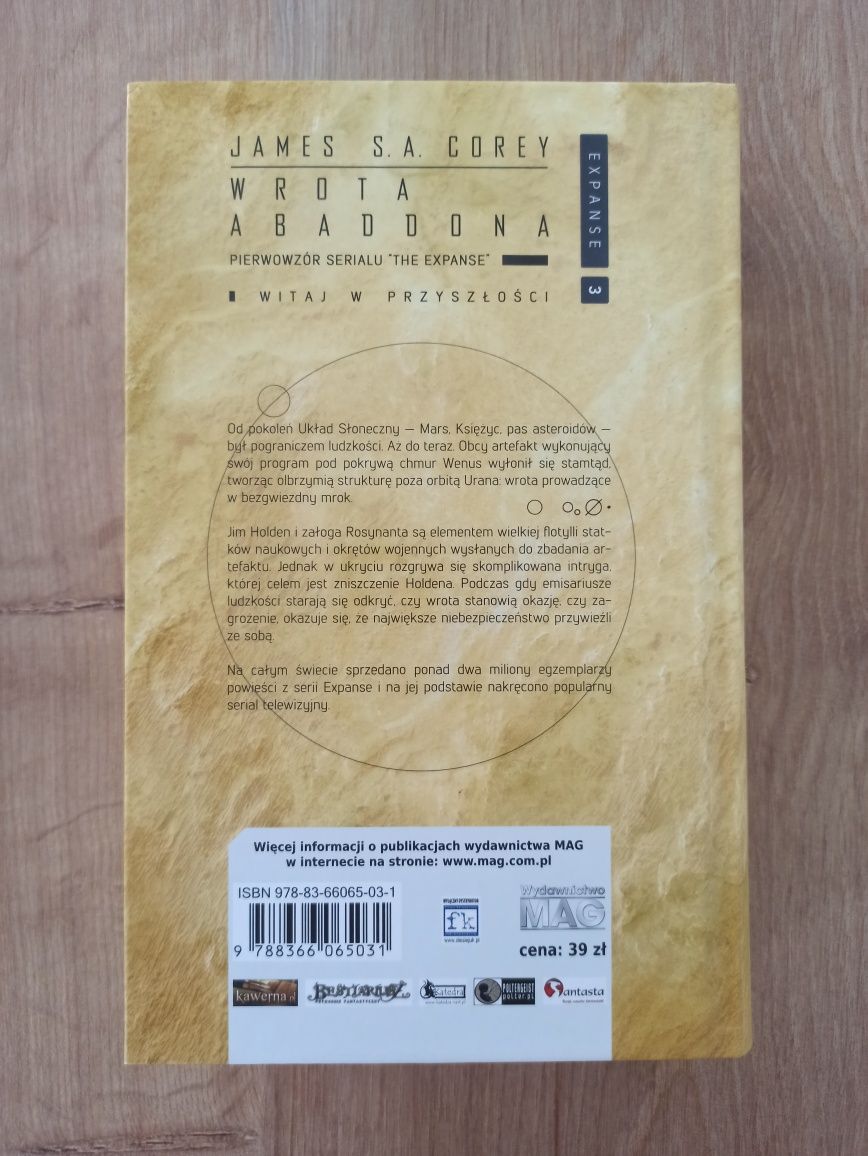 JAMES S.A. COREY
WROTA
ABADDONA
PIERWOWZÓR SERIALU "THE EXPANSE"
WITAJ W PRZYSZŁOŚCI
EXPANSE
3
Od pokoleń Układ Słoneczny — Mars, Księżyc, pas asteroidów —
był pograniczem ludzkości. Aż do teraz. Obcy artefakt wykonujący
swój program pod pokrywą chmur Wenus wyłonił się stamtąd,
tworząc olbrzymią strukturę poza orbitą Urana: wrota prowadzące
w bezgwiezdny mrok.
Jim Holden i załoga Rosynanta są elementem wielkiej flotylli stat-
ków naukowych i okrętów wojennych wysłanych do zbadania ar-
tefaktu. Jednak w ukryciu rozgrywa się skomplikowana intryga,
której celem jest zniszczenie Holdena. Podczas gdy emisariusze
ludzkości starają się odkryć, czy wrota stanowią okazję, czy za-
grożenie, okazuje się, że największe niebezpieczeństwo przywieźli
ze sobą.
Na całym świecie sprzedano ponad dwa miliony egzemplarzy
powieści z serii Expanse i na jej podstawie nakręcono popularny
serial telewizyjny.
Więcej informacji o publikacjach wydawnictwa MAG
w internecie na stronie: www.mag.com.pl
ISBN 978-83-66065-03-1
9 788366 065031
fk
Wydawnictwo
MAG
cena: 39 zł
kawerna.pl
BESTIARIUSZ
Katedra
POLTERGEIST
polter.pl
Fantasta